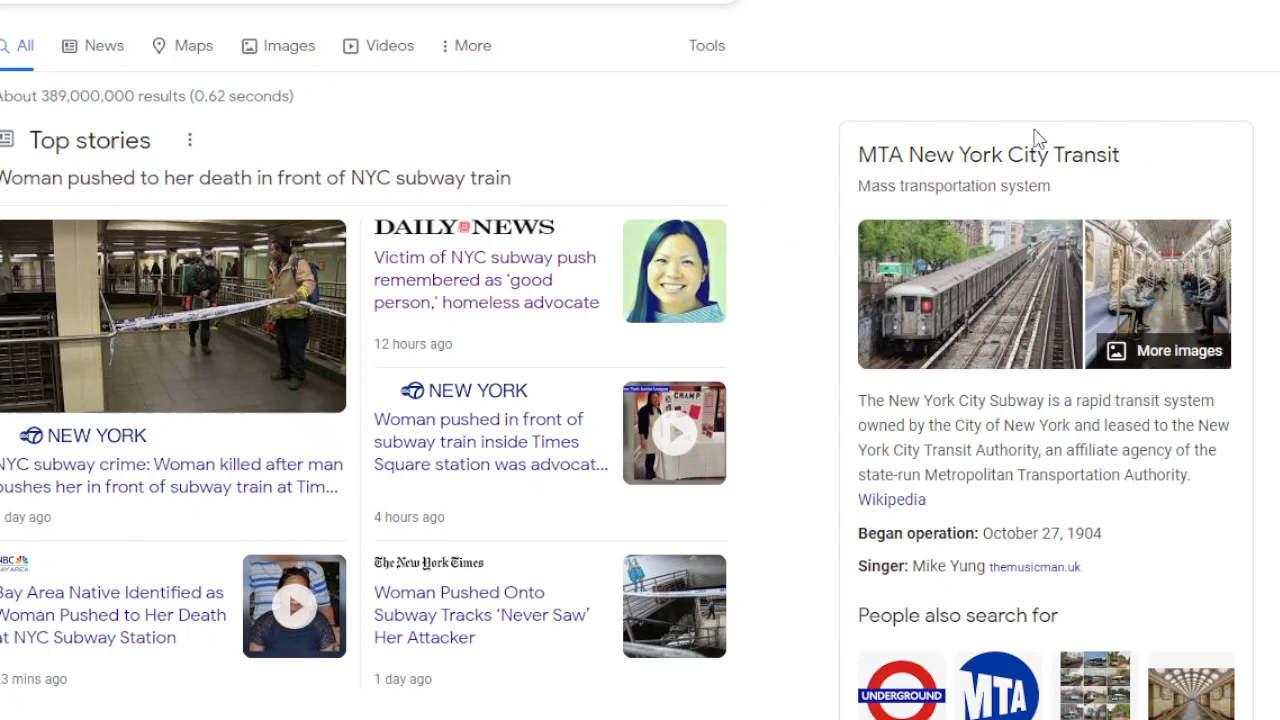 All News Maps Images Videos More Tools
About 389,000,000 results (0.62 seconds)
Top stories
Woman pushed to her death in front of NYC subway train
7 NEW YORK
NYC subway crime: Woman killed after man
pushes her in front of subway train at Tim...
day ago
NBC
BAY AREA
Bay Area Native Identified as
Woman Pushed to Her Death
at NYC Subway Station
3 mins ago
DAILY NEWS
Victim of NYC subway push
remembered as ‘good
person,’ homeless advocate
12 hours ago
7 NEW YORK
Woman pushed in front of
subway train inside Times
Square station was advocat...
CHAMP
4 hours ago
The New York Times
Woman Pushed Onto
Subway Tracks ‘Never Saw’
Her Attacker
1 day ago
MTA New York City Transit
Mass transportation system
More images
The New York City Subway is a rapid transit system
owned by the City of New York and leased to the New
York City Transit Authority, an affiliate agency of the
state-run Metropolitan Transportation Authority.
Wikipedia
Began operation: October 27, 1904
Singer: Mike Yung themusicman.uk
People also search for
UNDERGROUND
MTA